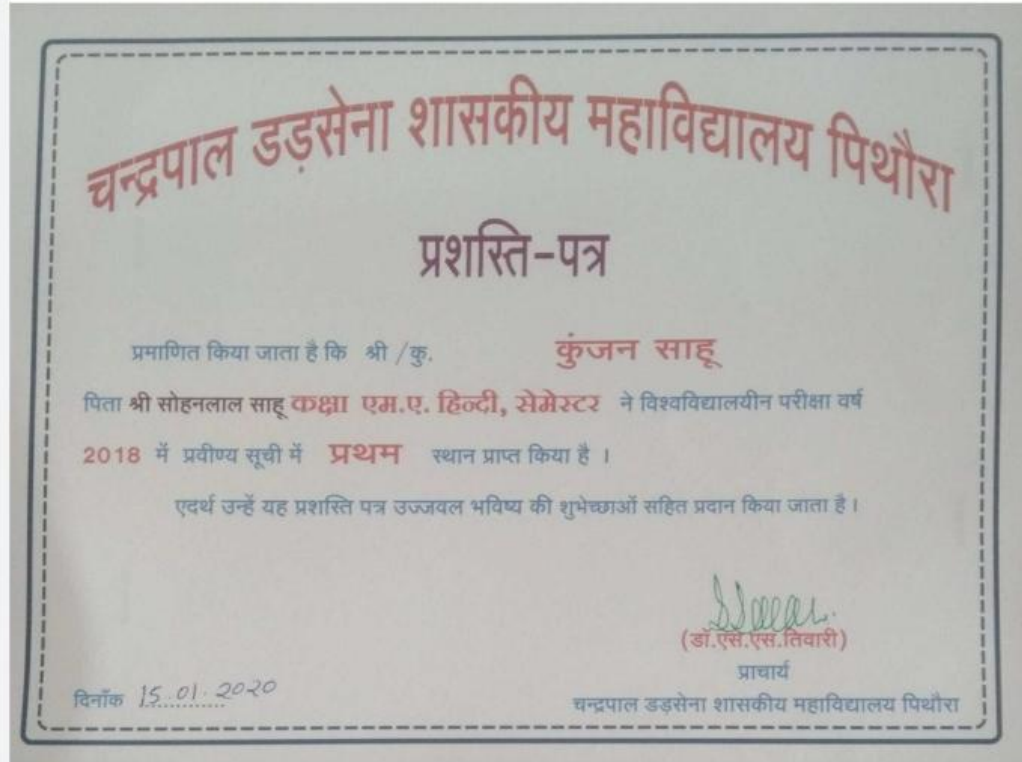 चन्द्रपाल डड़सेना शासकीय महाविद्यालय पिथौरा
प्रशस्ति-पत्र
प्रमाणित किया जाता है कि श्री /कु. कुंजन साहू
पिता श्री सोहनलाल साहू कक्षा एम.ए. हिन्दी, सेमेस्टर ने विश्वविद्यालयीन परीक्षा वर्ष
2018 में प्रवीण्य सूची में प्रथम स्थान प्राप्त किया है ।
एदर्थ उन्हें यह प्रशस्ति पत्र उज्जवल भविष्य की शुभेच्छाओं सहित प्रदान किया जाता है ।
(डॉ.एस.एस.तिवारी)
प्राचार्य
दिनाँक 15.01.2020
चन्द्रपाल डड़सेना शासकीय महाविद्यालय पिथौरा